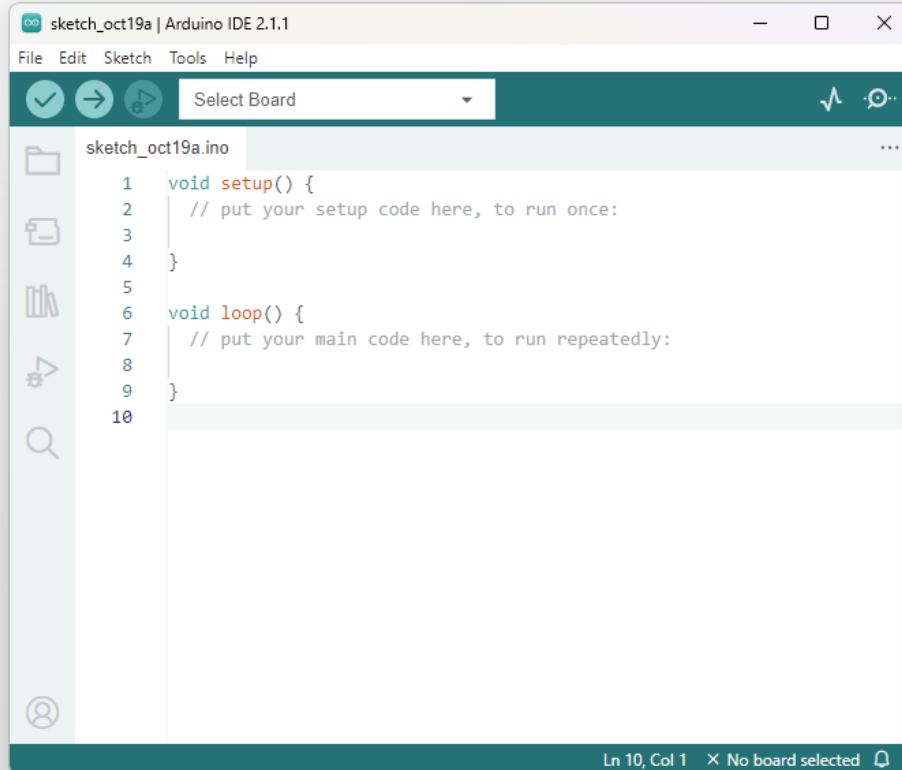 sketch_oct19a | Arduino IDE 2.1.1
File Edit Sketch Tools Help
Select Board
sketch_oct19a.ino
1 void setup() {
2 // put your setup code here, to run once:
3
4 }
5
6 void loop() {
7 // put your main code here, to run repeatedly:
8
9 }
10
Ln 10, Col 1 × No board selected